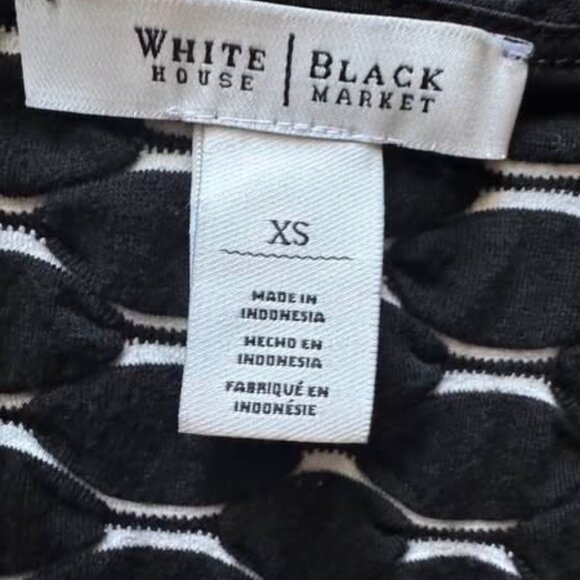 WHITE HOUSE | BLACK MARKET
XS
MADE IN
INDONESIA
HECHO EN
INDONESIA
FABRIQUÉ EN
INDONÉSIE